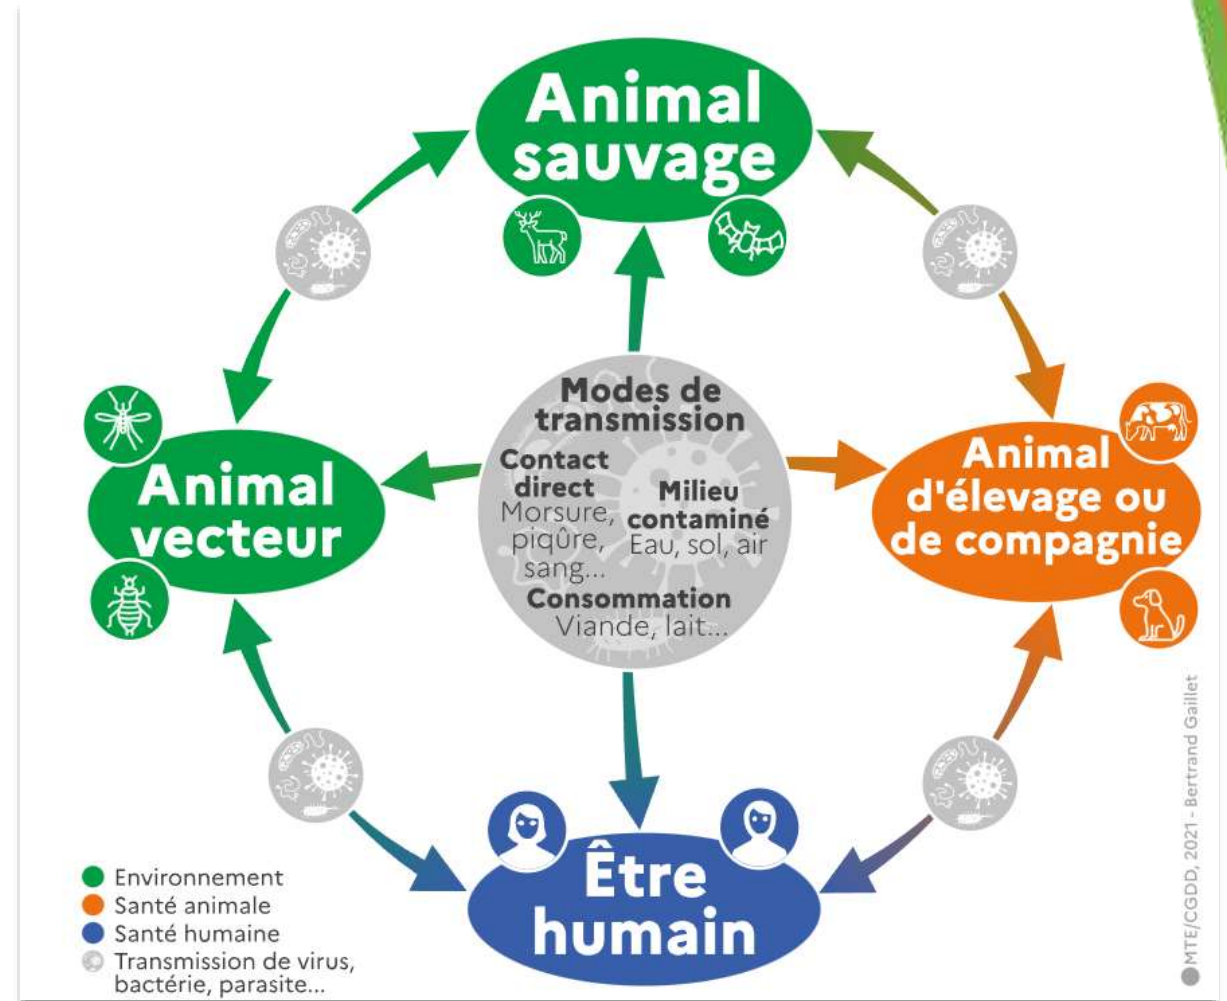 Animal
sauvage
Modes de
transmission
Contact
direct
Morsure,
piqûre,
sang...
Milieu
contaminé
Eau, sol, air
Consommation
Viande, lait...
Animal
vecteur
Animal
d'élevage ou
de compagnie
Être
humain
Environnement
Santé animale
Santé humaine
Transmission de virus,
bactérie, parasite...
MTE/CGDD, 2021 - Bertrand Gaillet